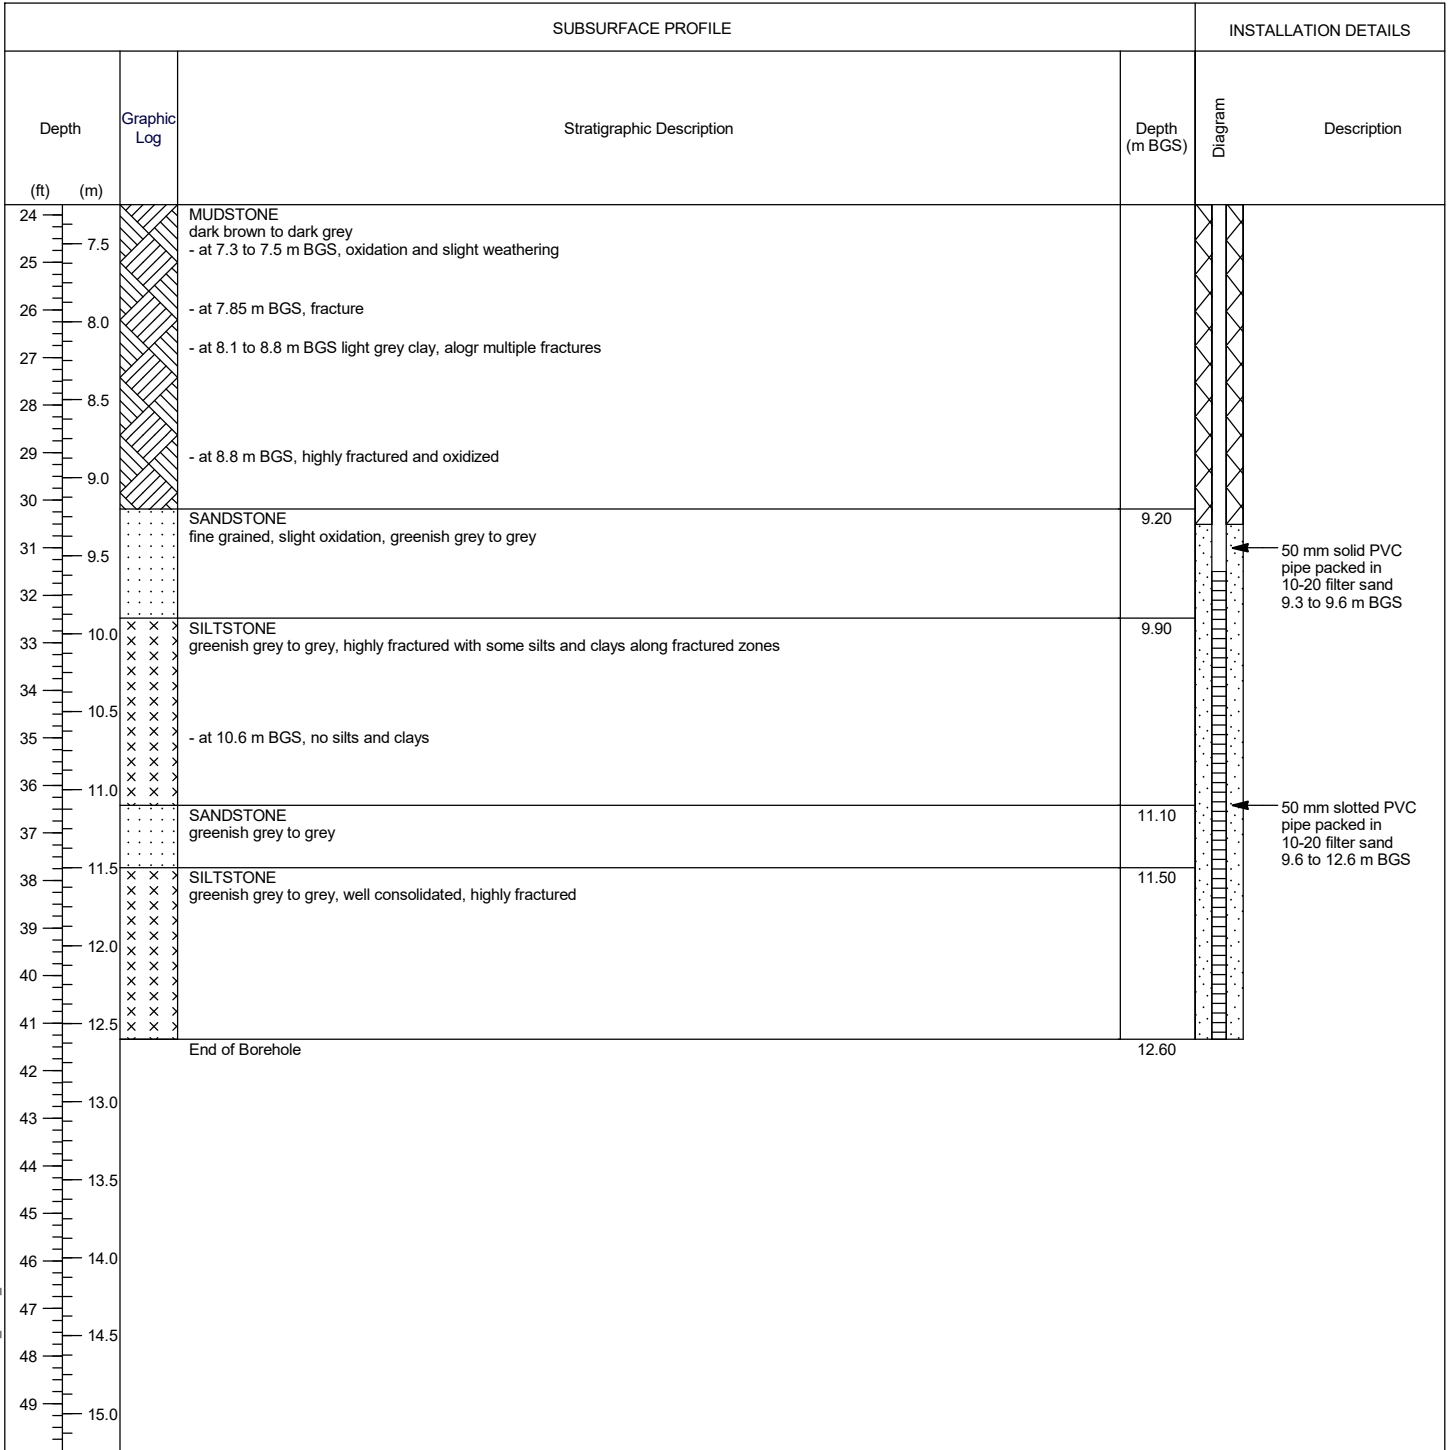 SUBSURFACE PROFILE
INSTALLATION DETAILS
Depth
Graphic
Log
Stratigraphic Description
Depth
(m BGS)
Diagram
Description
(ft)
(m)
24
25
26
27
28
29
30
31
32
33
34
35
36
37
38
39
40
41
42
43
44
45
46
47
48
49
7.5
8.0
8.5
9.0
9.5
10.0
10.5
11.0
11.5
12.0
12.5
13.0
13.5
14.0
14.5
15.0
MUDSTONE
dark brown to dark grey
- at 7.3 to 7.5 m BGS, oxidation and slight weathering
- at 7.85 m BGS, fracture
- at 8.1 to 8.8 m BGS light grey clay, alogr multiple fractures
- at 8.8 m BGS, highly fractured and oxidized
SANDSTONE
fine grained, slight oxidation, greenish grey to grey
9.20
SILTSTONE
greenish grey to grey, highly fractured with some silts and clays along fractured zones
- at 10.6 m BGS, no silts and clays
9.90
SANDSTONE
greenish grey to grey
11.10
SILTSTONE
greenish grey to grey, well consolidated, highly fractured
11.50
End of Borehole
12.60
50 mm solid PVC
pipe packed in
10-20 filter sand
9.3 to 9.6 m BGS
50 mm slotted PVC
pipe packed in
10-20 filter sand
9.6 to 12.6 m BGS